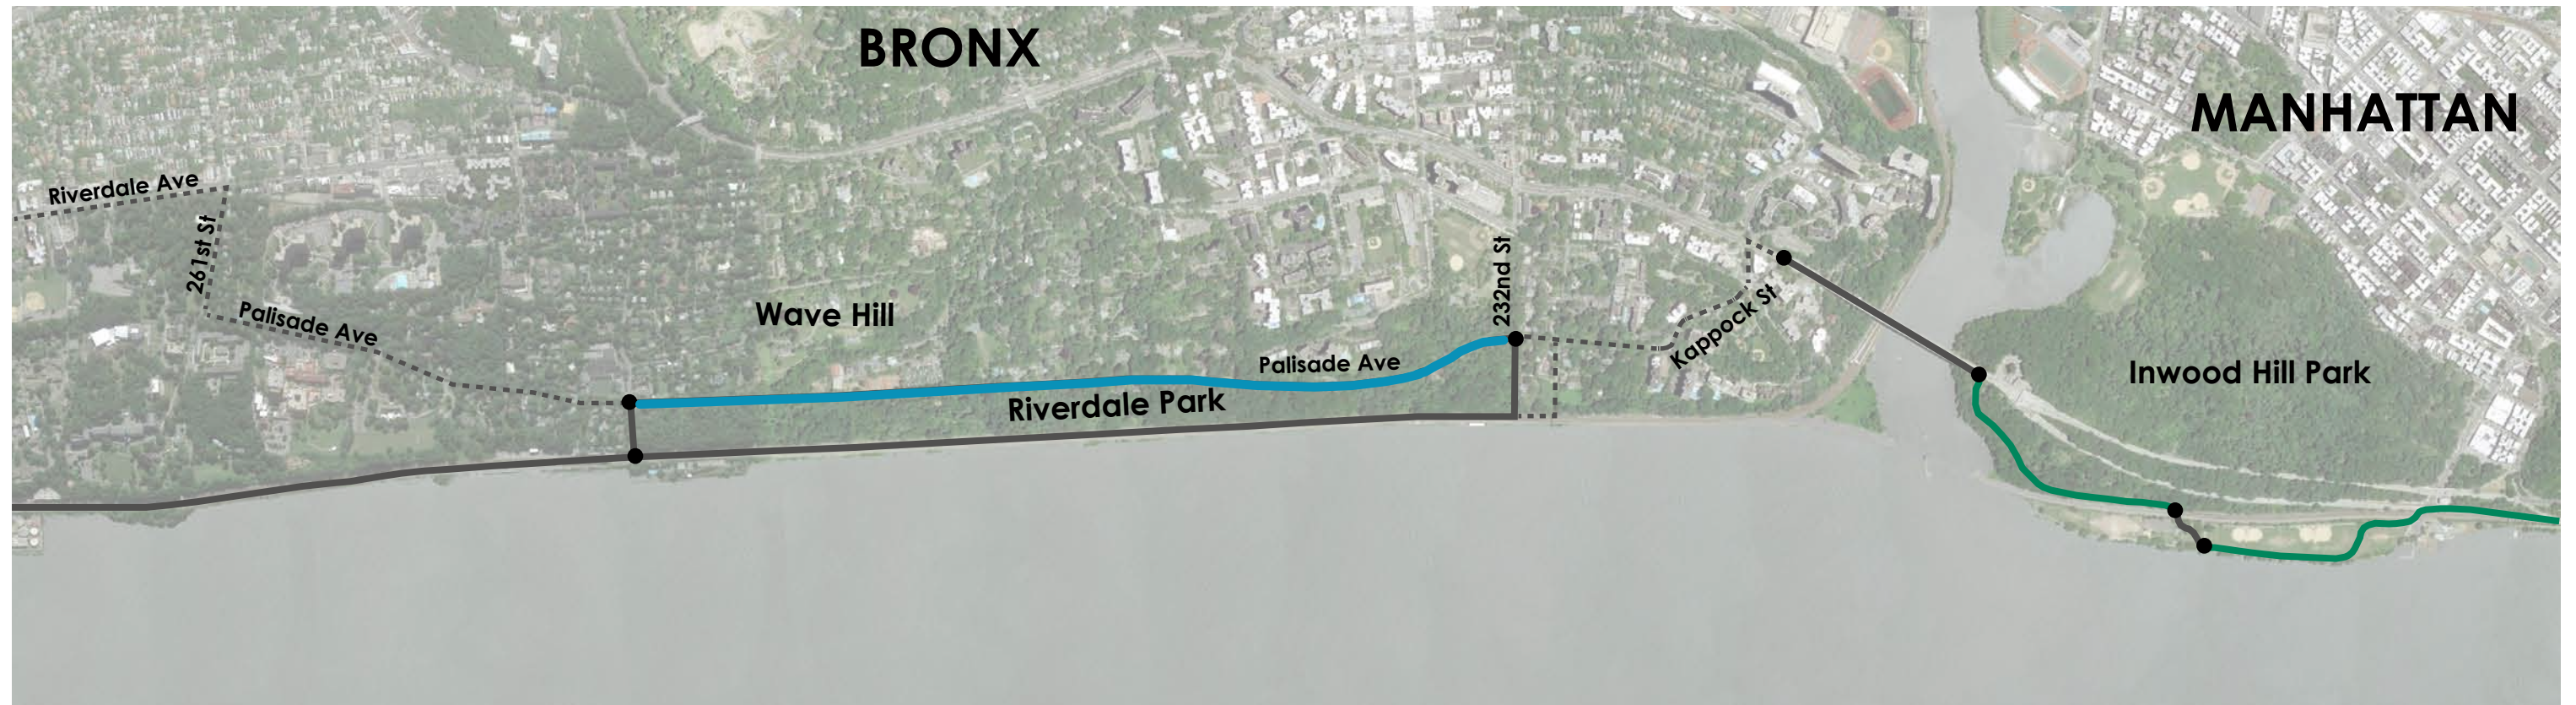 BRONX
MANHATTAN
Riverdale Ave
261st St
Palisade Ave
Wave Hill
232nd St
Kappock St
Palisade Ave
Riverdale Park
Inwood Hill Park